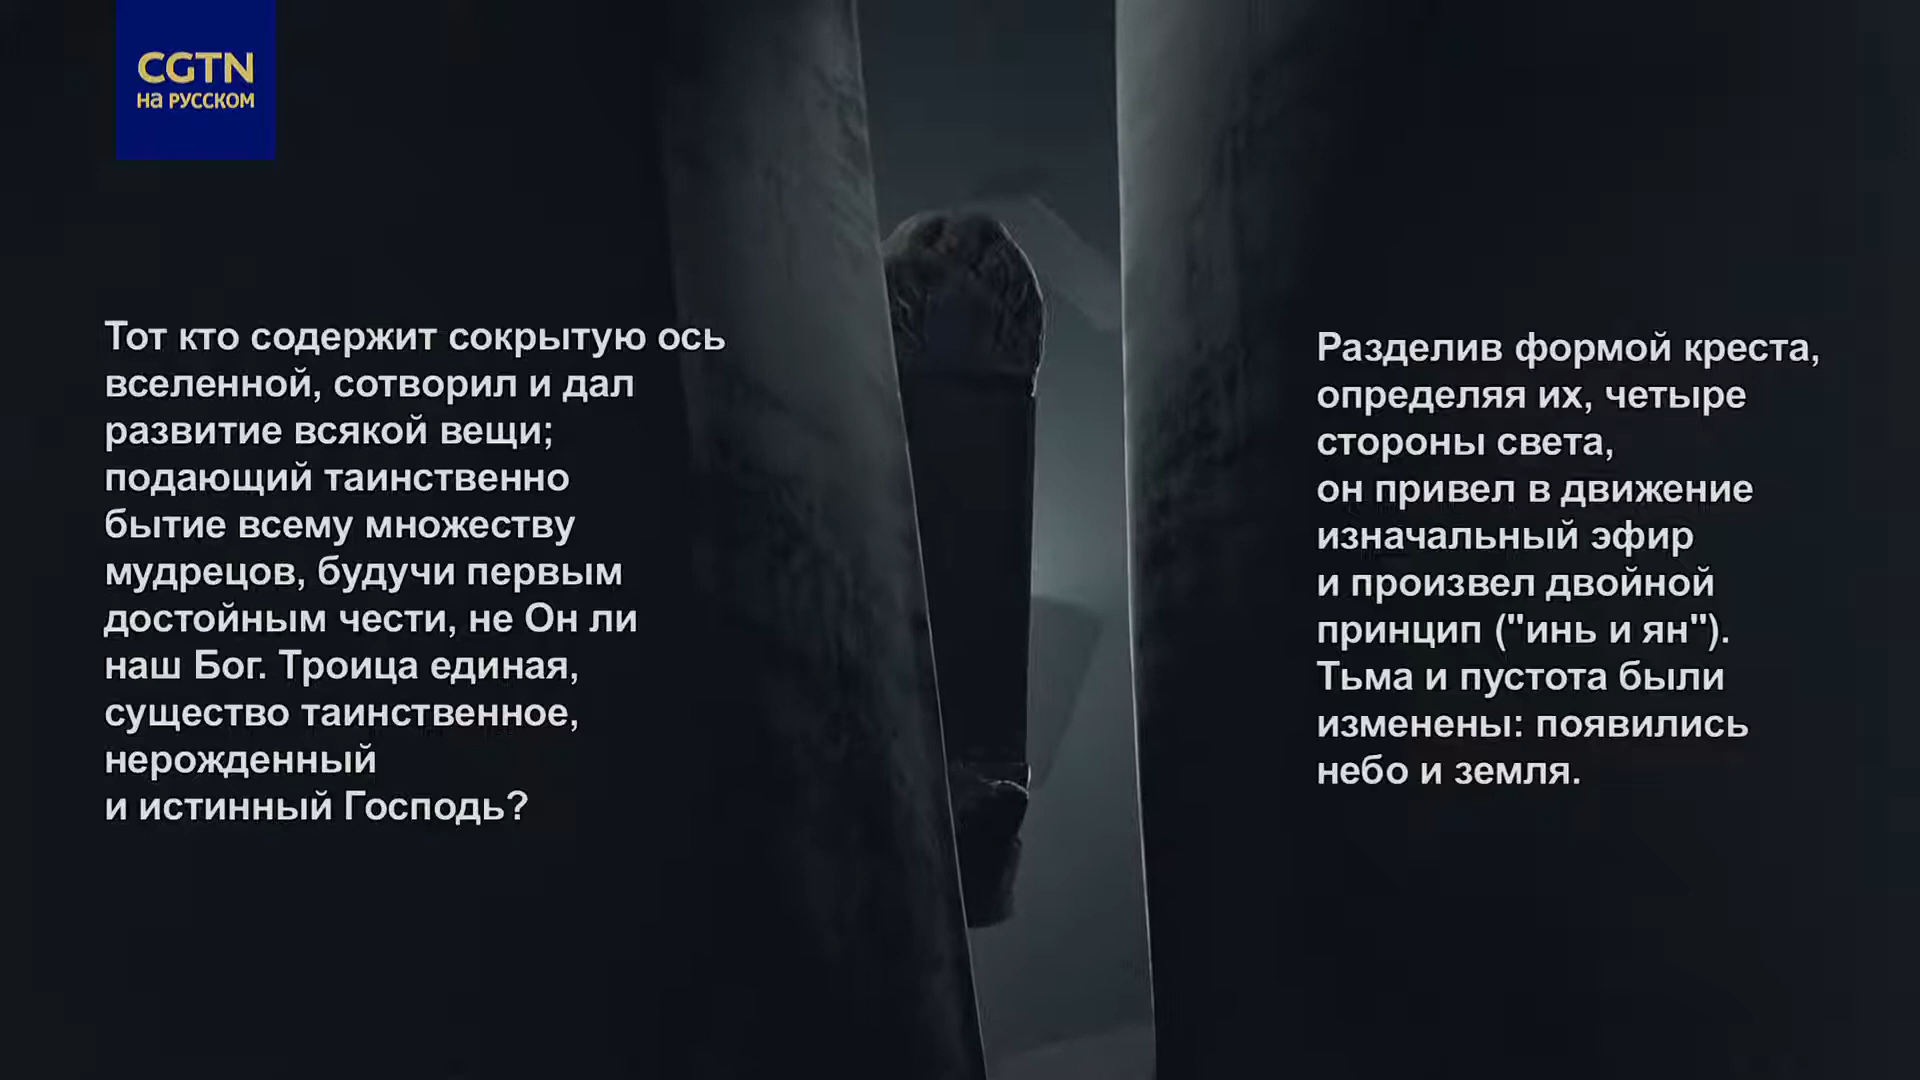 CGTN
на русском
Тот кто содержит сокрытую ось
вселенной, сотворил и дал
развитие всякой вещи;
подающий таинственно
бытие всему множеству
мудрецов, будучи первым
достойным чести, не Он ли
наш Бог. Троица единая,
существо таинственное,
нерожденный
и истинный Господь?
Разделив формой креста,
определяя их, четыре
стороны света,
он привел в движение
изначальный эфир
и произвел двойной
принцип ("инь и ян").
Тьма и пустота были
изменены: появились
небо и земля.